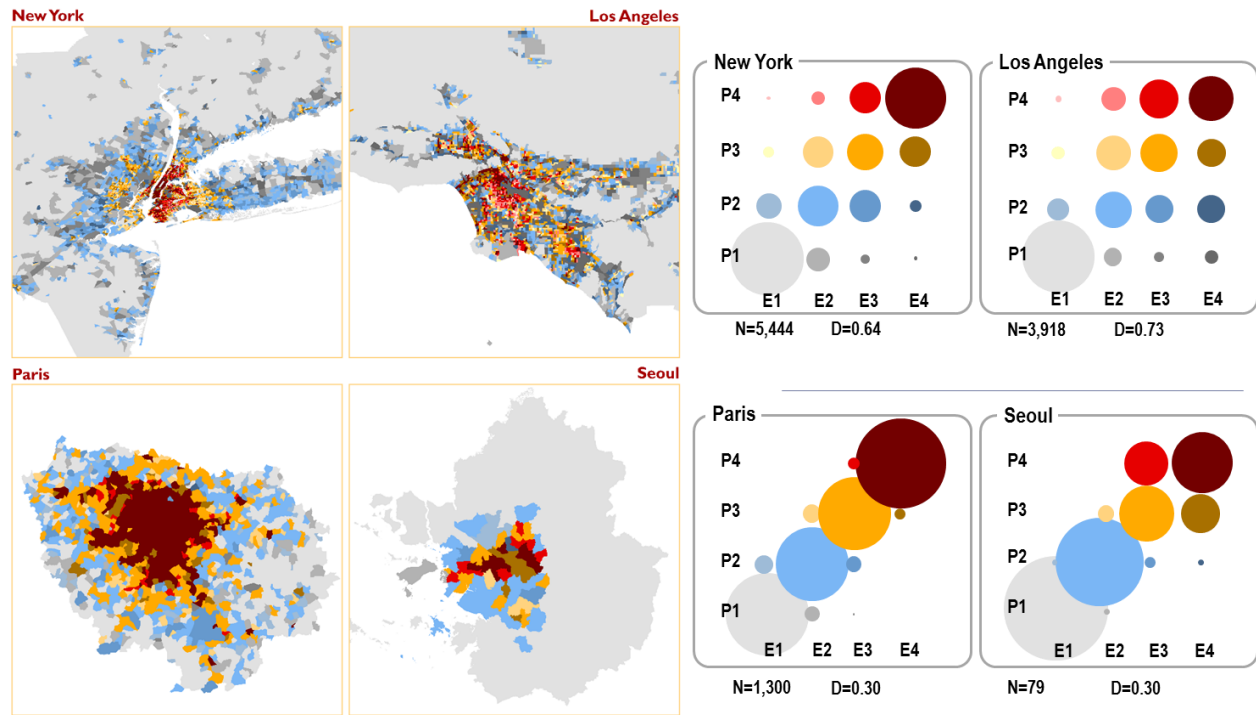 New York
Los Angeles
Paris
Seoul
New York
P4
P3
P2
P1
E1 E2 E3 E4
N=5,444 D=0.64
Los Angeles
P4
P3
P2
P1
E1 E2 E3 E4
N=3,918 D=0.73
Paris
P4
P3
P2
P1
E1 E2 E3 E4
N=1,300 D=0.30
Seoul
P4
P3
P2
P1
E1 E2 E3 E4
N=79 D=0.30